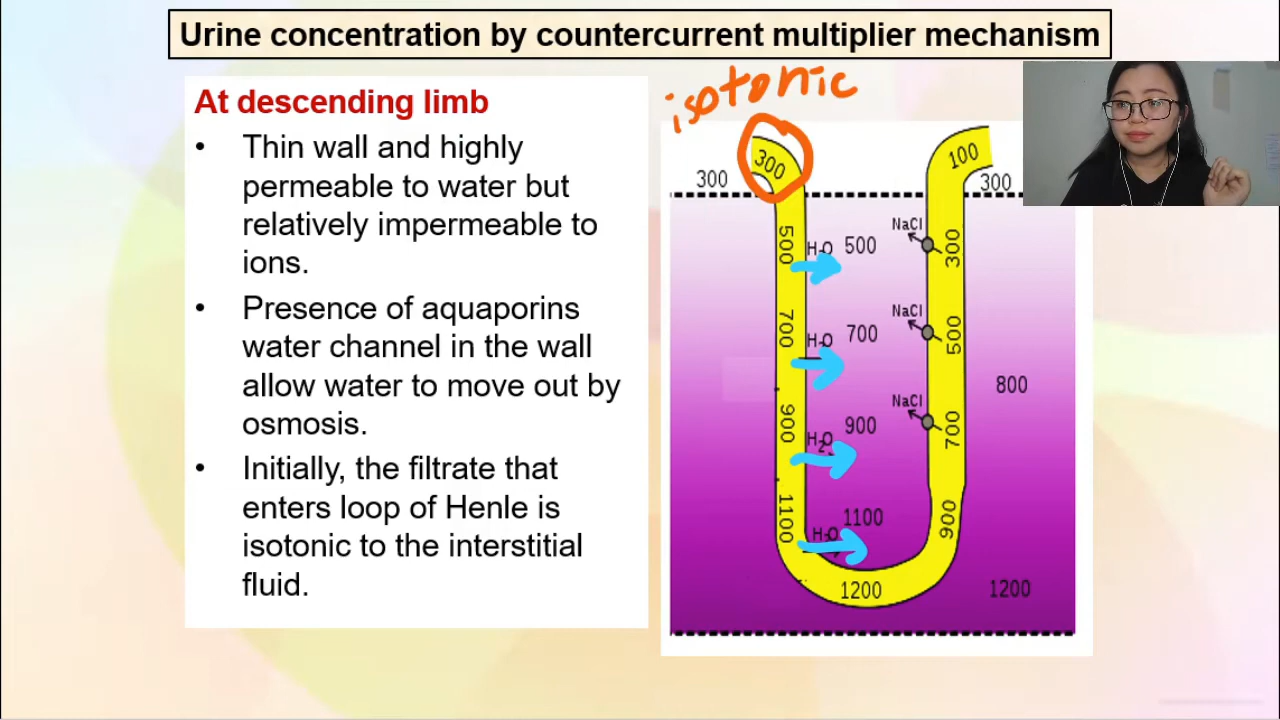 Urine concentration by countercurrent multiplier mechanism
At descending limb
• Thin wall and highly
permeable to water but
relatively impermeable to
ions.
• Presence of aquaporins
water channel in the wall
allow water to move out by
osmosis.
• Initially, the filtrate that
enters loop of Henle is
isotonic to the interstitial
fluid.
isotonic
300
300
100
300
500
H₂O
500
NaCl
300
700
H₂O
700
NaCl
500
800
900
H₂O
900
NaCl
700
1100
H₂O
1100
900
1200
1200